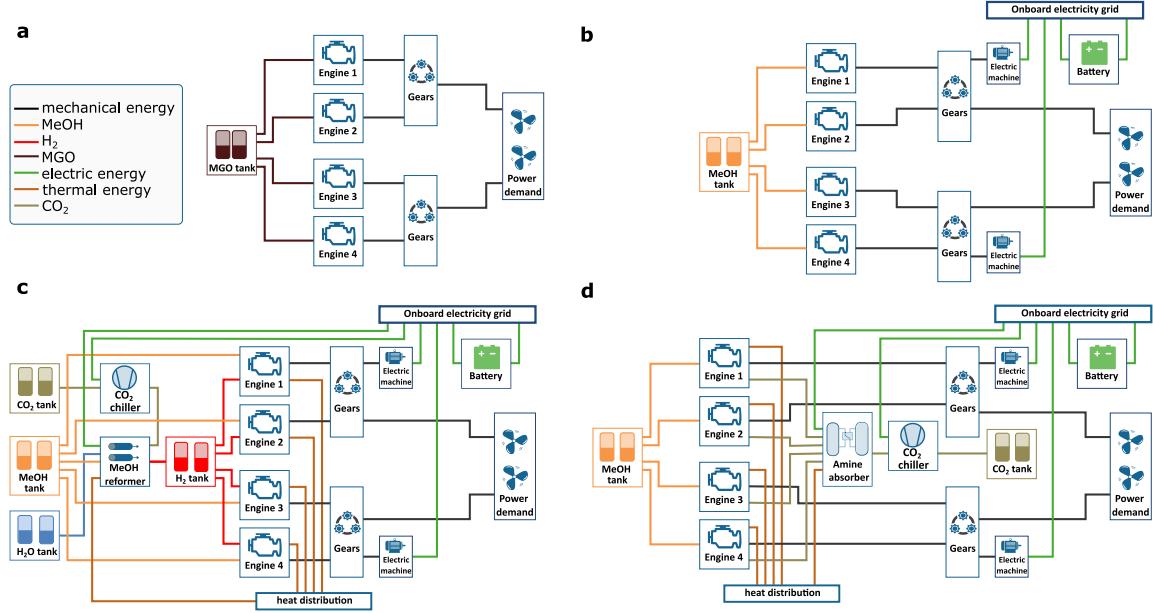 a
Engine 1
Engine 2
Engine 3
Engine 4
Gears
Gears
MGO tank
Power
demand
mechanical energy
MeOH
H₂
MGO
electric energy
thermal energy
CO₂
b
Onboard electricity grid
Engine 1
Engine 2
Engine 3
Engine 4
Gears
Gears
Electric
machine
Electric
machine
Battery
MeOH
tank
Power
demand
c
Onboard electricity grid
CO₂ tank
CO₂
chiller
MeOH
tank
MeOH
reformer
H₂ tank
H₂O tank
Engine 1
Engine 2
Engine 3
Engine 4
Gears
Gears
Electric
machine
Electric
machine
Battery
Power
demand
heat distribution
d
Onboard electricity grid
MeOH
tank
Engine 1
Engine 2
Engine 3
Engine 4
Amine
absorber
CO₂
chiller
CO₂ tank
Gears
Gears
Electric
machine
Electric
machine
Battery
Power
demand
heat distribution